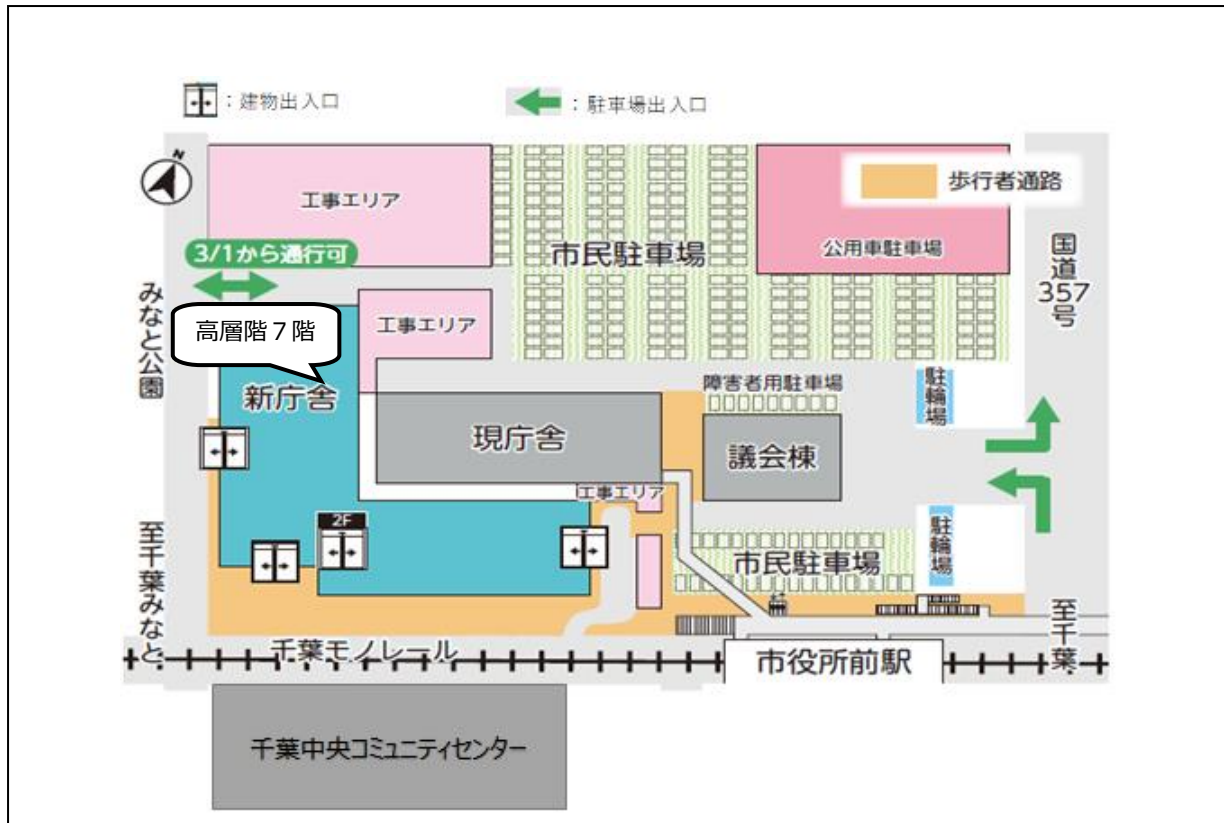 ：建物出入口
：駐車場出入口
N
工事エリア
歩行者通路
市民駐車場
公用車駐車場
3/1から通行可
国道357号
みなと公園
高層階７階
工事エリア
新庁舎
障害者用駐車場
駐輪場
現庁舎
議会棟
工事エリア
2F
駐輪場
市民駐車場
至千葉みなと
至千葉
千葉モノレール
市役所前駅
千葉中央コミュニティセンター